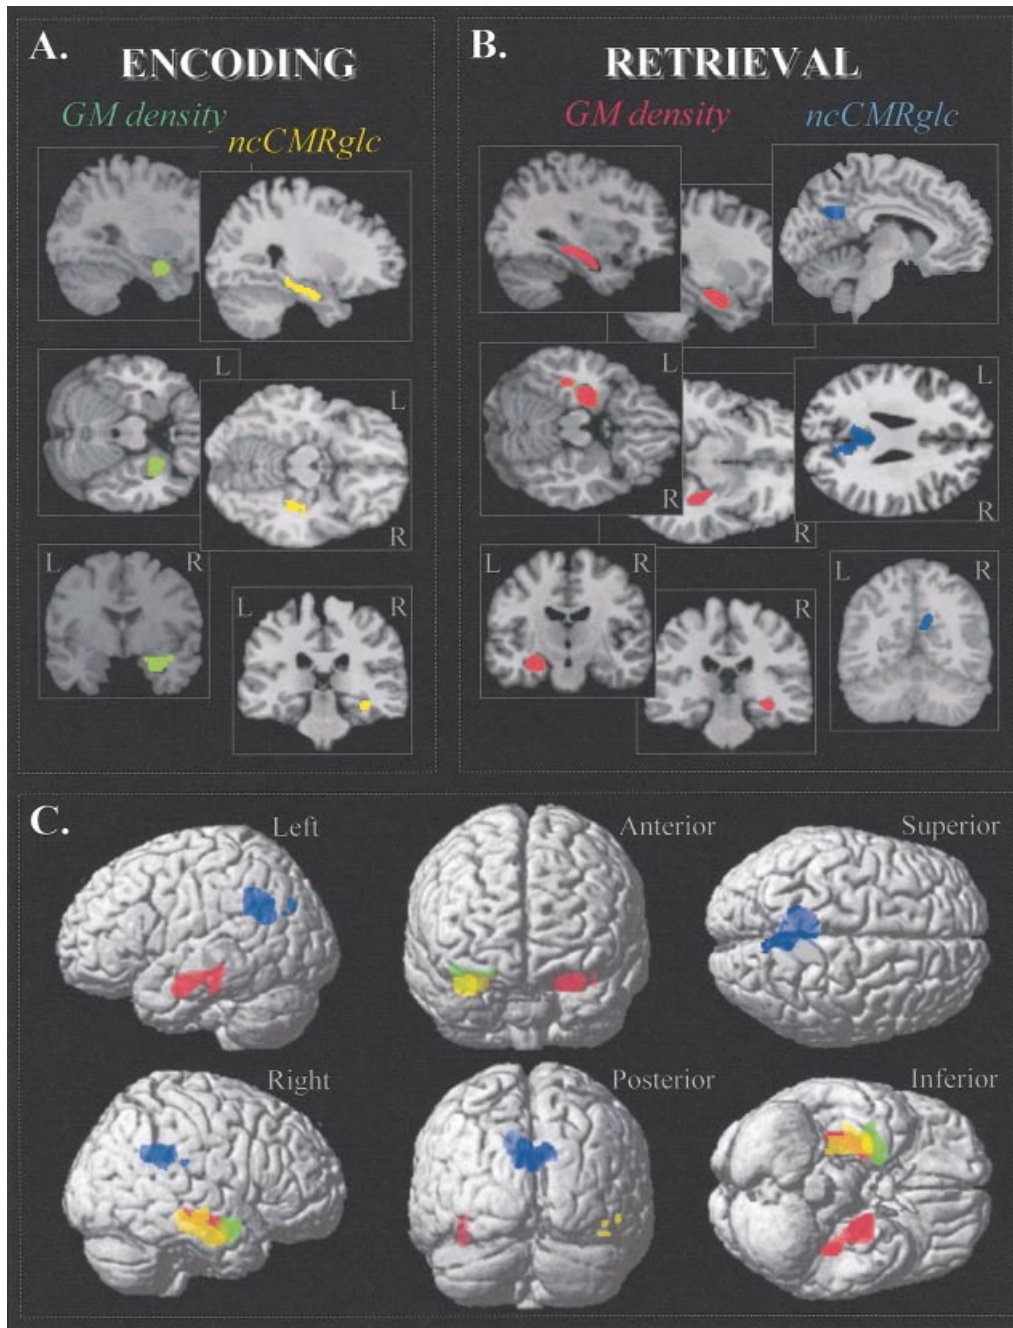 A.
ENCODING
GM density
ncCMRglc
L
L
R
L
R
L
R
B.
RETRIEVAL
GM density
ncCMRglc
L
R
R
L
R
L
R
R
L
R
C.
Left
Anterior
Superior
Right
Posterior
Inferior